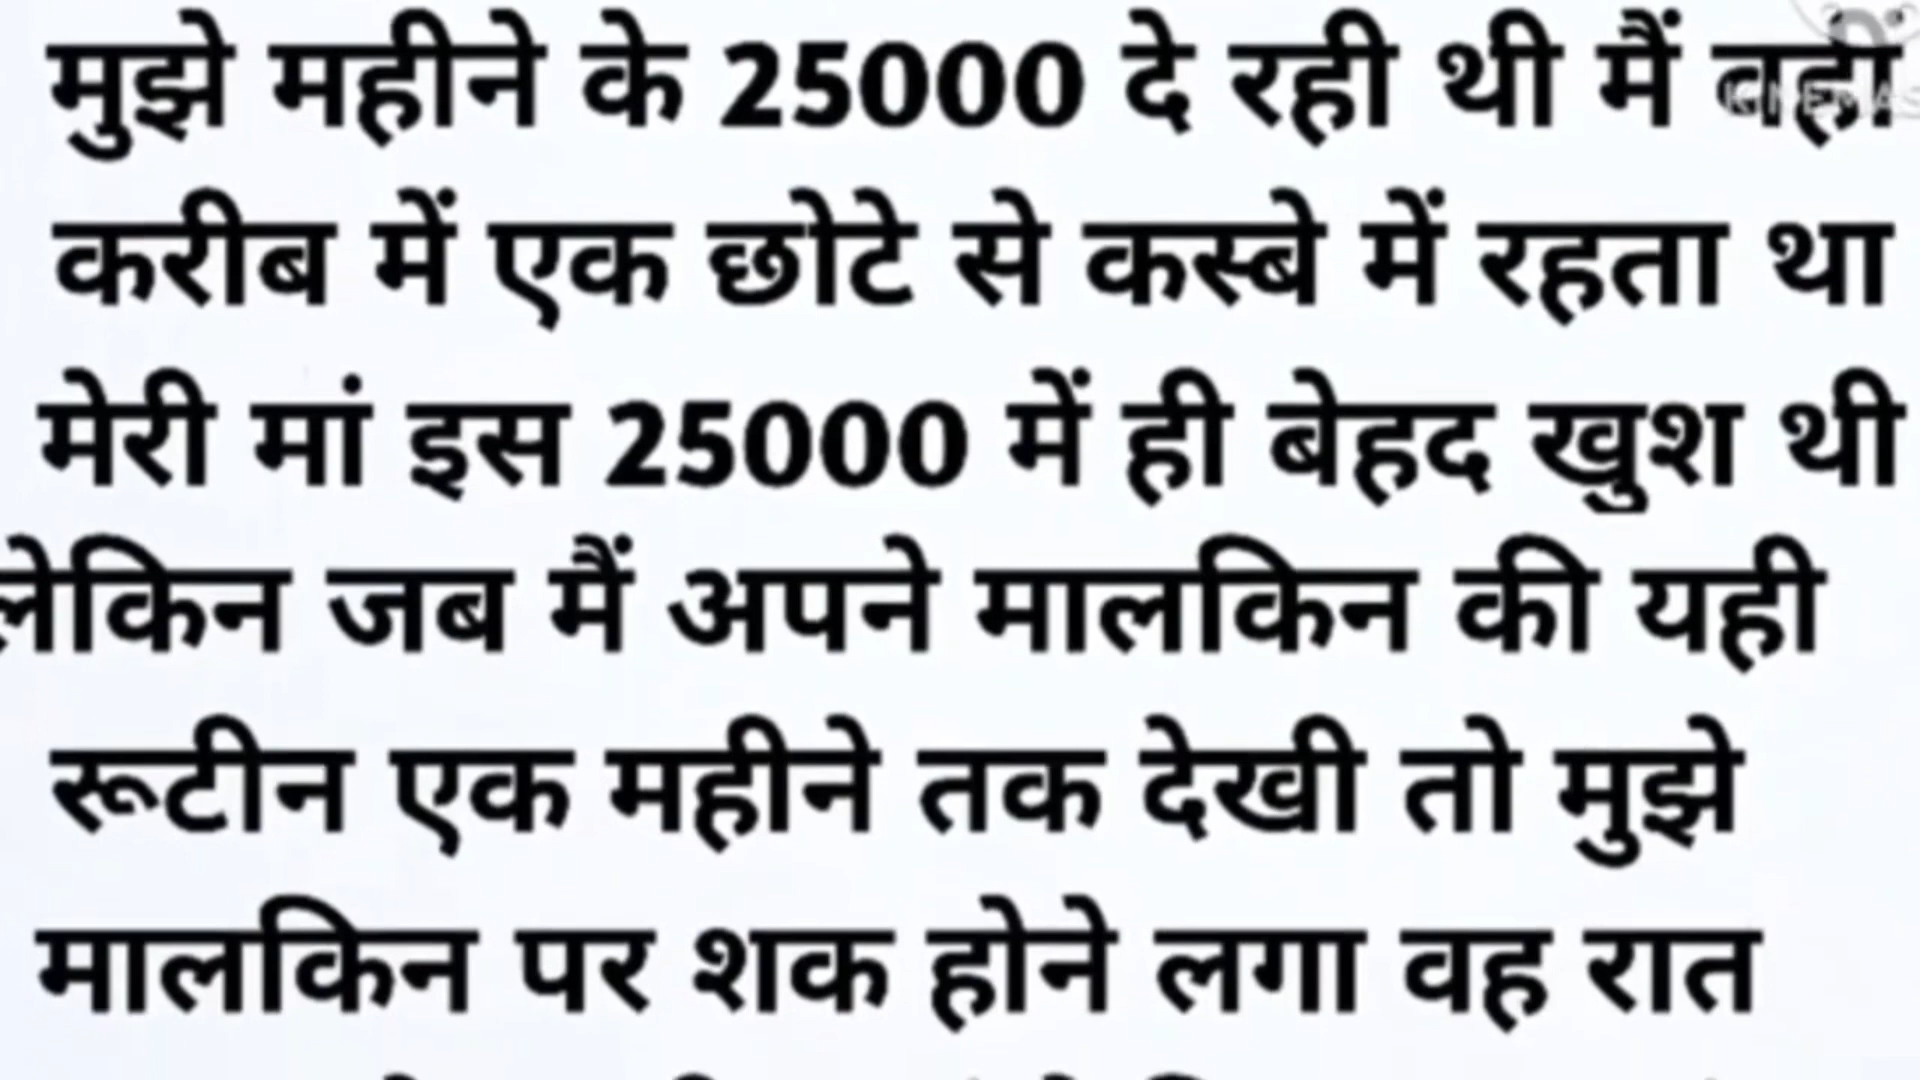 मुझे महीने के 25000 दे रही थी मैं वहीं
करीब में एक छोटे से कस्बे में रहता था
मेरी मां इस 25000 में ही बेहद खुश थी
लेकिन जब मैं अपने मालकिन की यही
रूटीन एक महीने तक देखी तो मुझे
मालकिन पर शक होने लगा वह रात